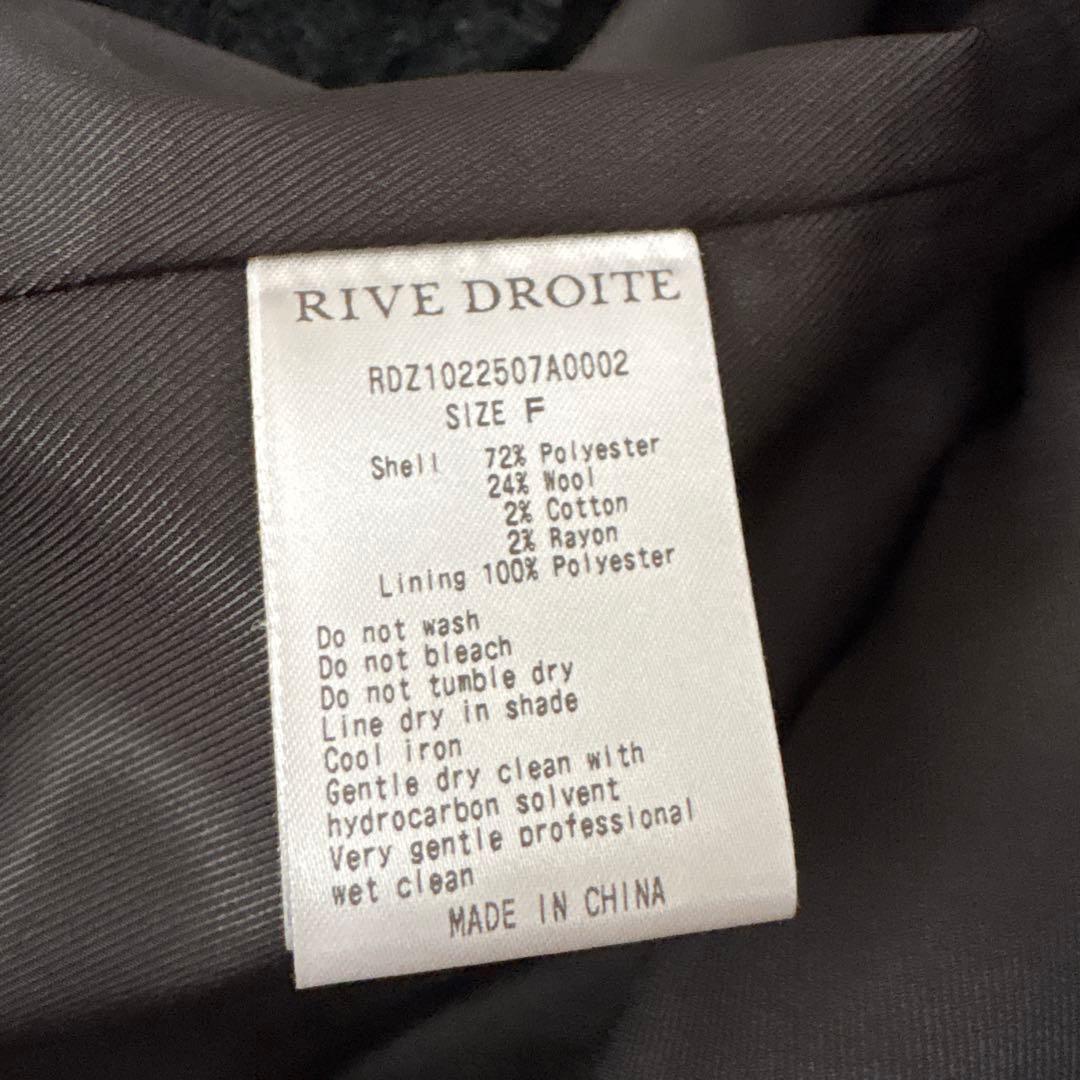 RIVE DROITE
RDZ1022507A0002
SIZE F
Shell 72% Polyester
24% Wool
2% Cotton
2% Rayon
Lining 100% Polyester
Do not wash
Do not bleach
Do not tumble dry
Line dry in shade
Cool iron
Gentle dry clean with
hydrocarbon solvent
Very gentle professional
wet clean
MADE IN CHINA